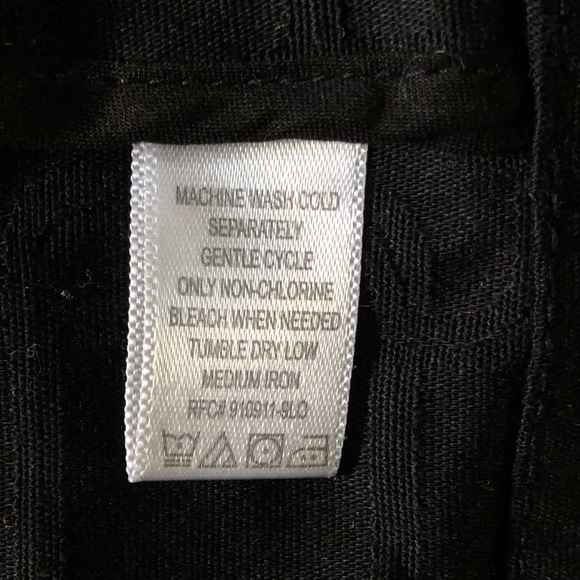 MACHINE WASH COLD
SEPARATELY
GENTLE CYCLE
ONLY NON-CHLORINE
BLEACH WHEN NEEDED
TUMBLE DRY LOW
MEDIUM IRON
RFC# 910911-9LO